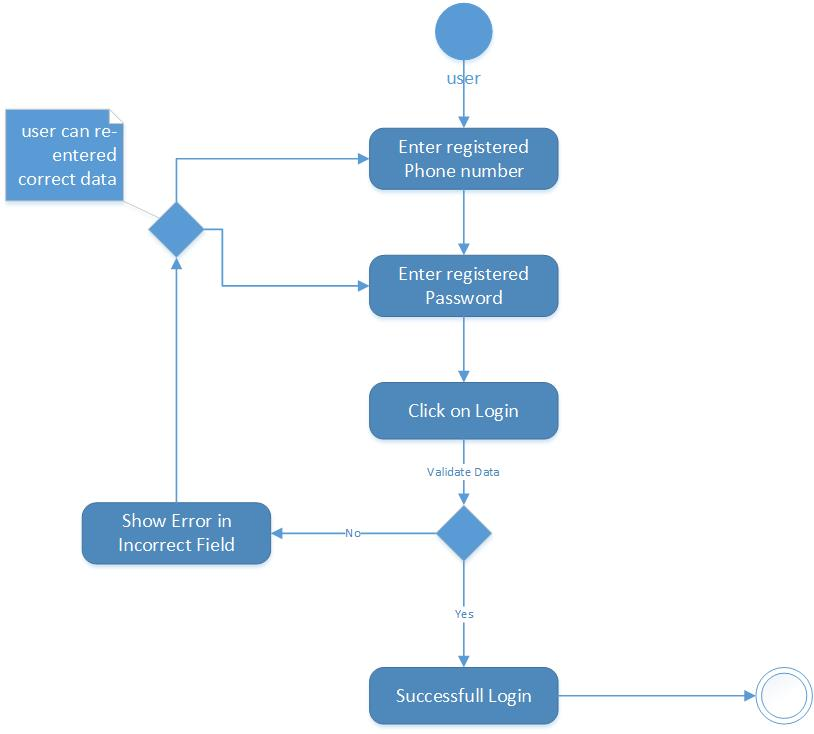 user
user can re-
entered
correct data
Enter registered
Phone number
Enter registered
Password
Click on Login
Validate Data
Show Error in
Incorrect Field
No
Yes
Successfull Login